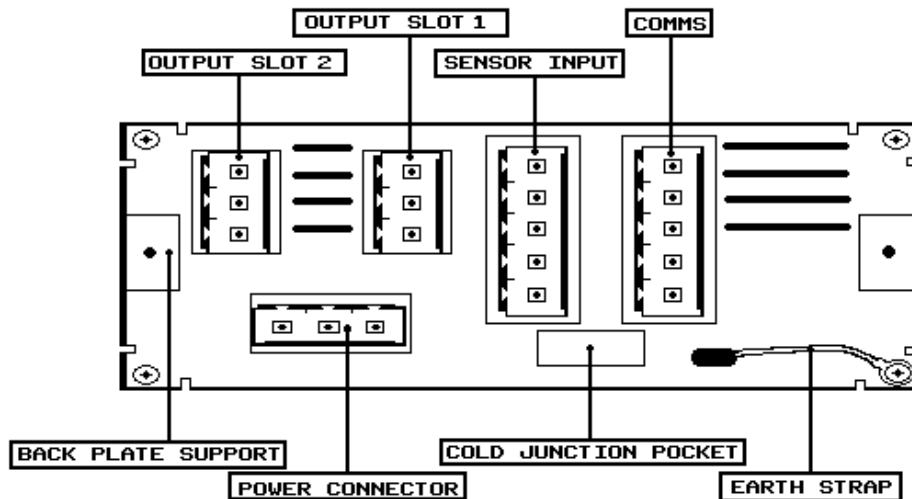 OUTPUT SLOT 1
COMMS
OUTPUT SLOT 2
SENSOR INPUT
BACK PLATE SUPPORT
COLD JUNCTION POCKET
POWER CONNECTOR
EARTH STRAP